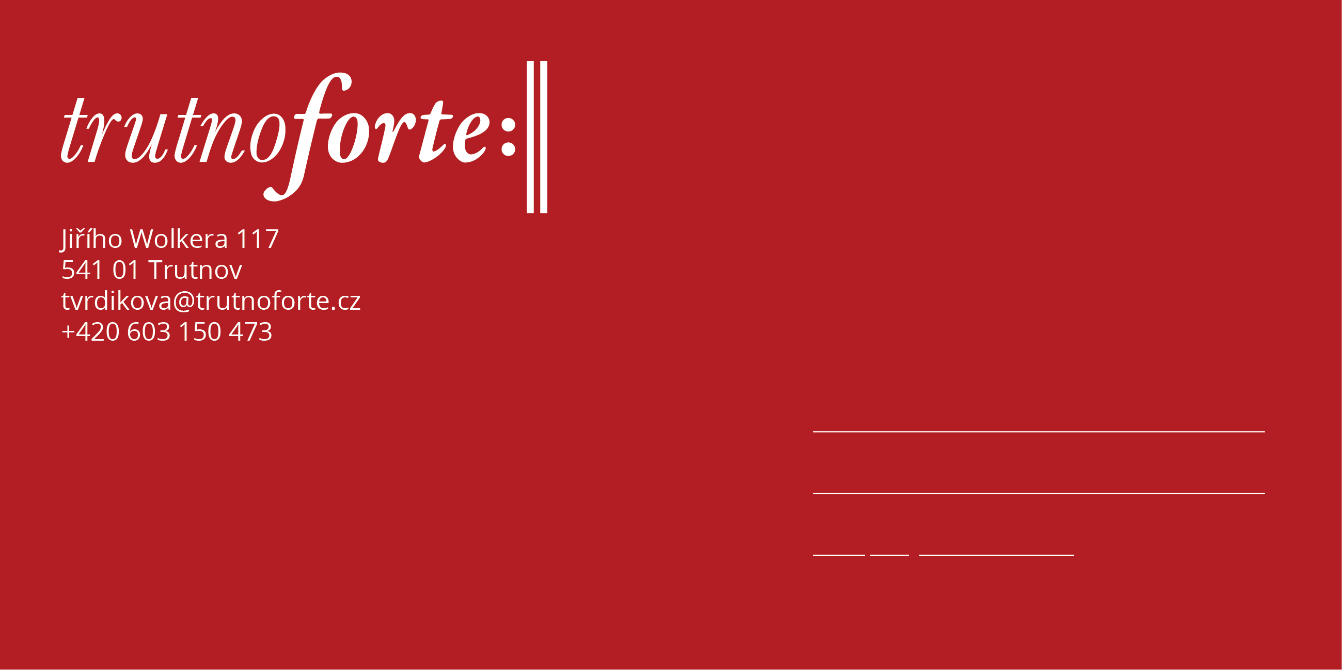 trutnoforte:
Jiřího Wolkera 117
541 01 Trutnov
tvrdikova@trutnoforte.cz
+420 603 150 473